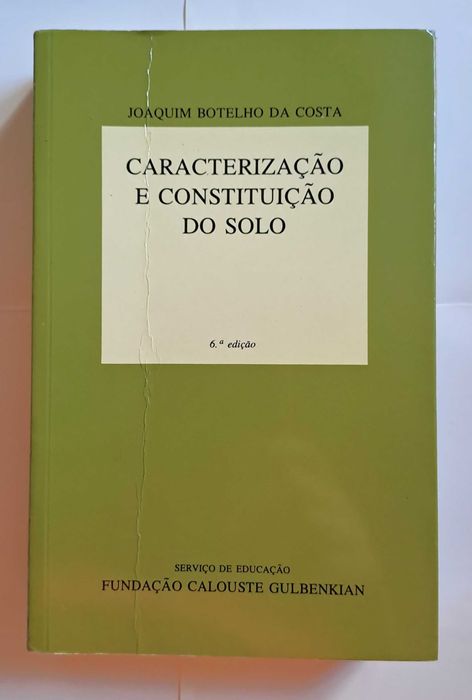 JOAQUIM BOTELHO DA COSTA
CARACTERIZAÇÃO
E CONSTITUIÇÃO
DO SOLO
6.ª edição
SERVIÇO DE EDUCAÇÃO
FUNDAÇÃO CALOUSTE GULBENKIAN